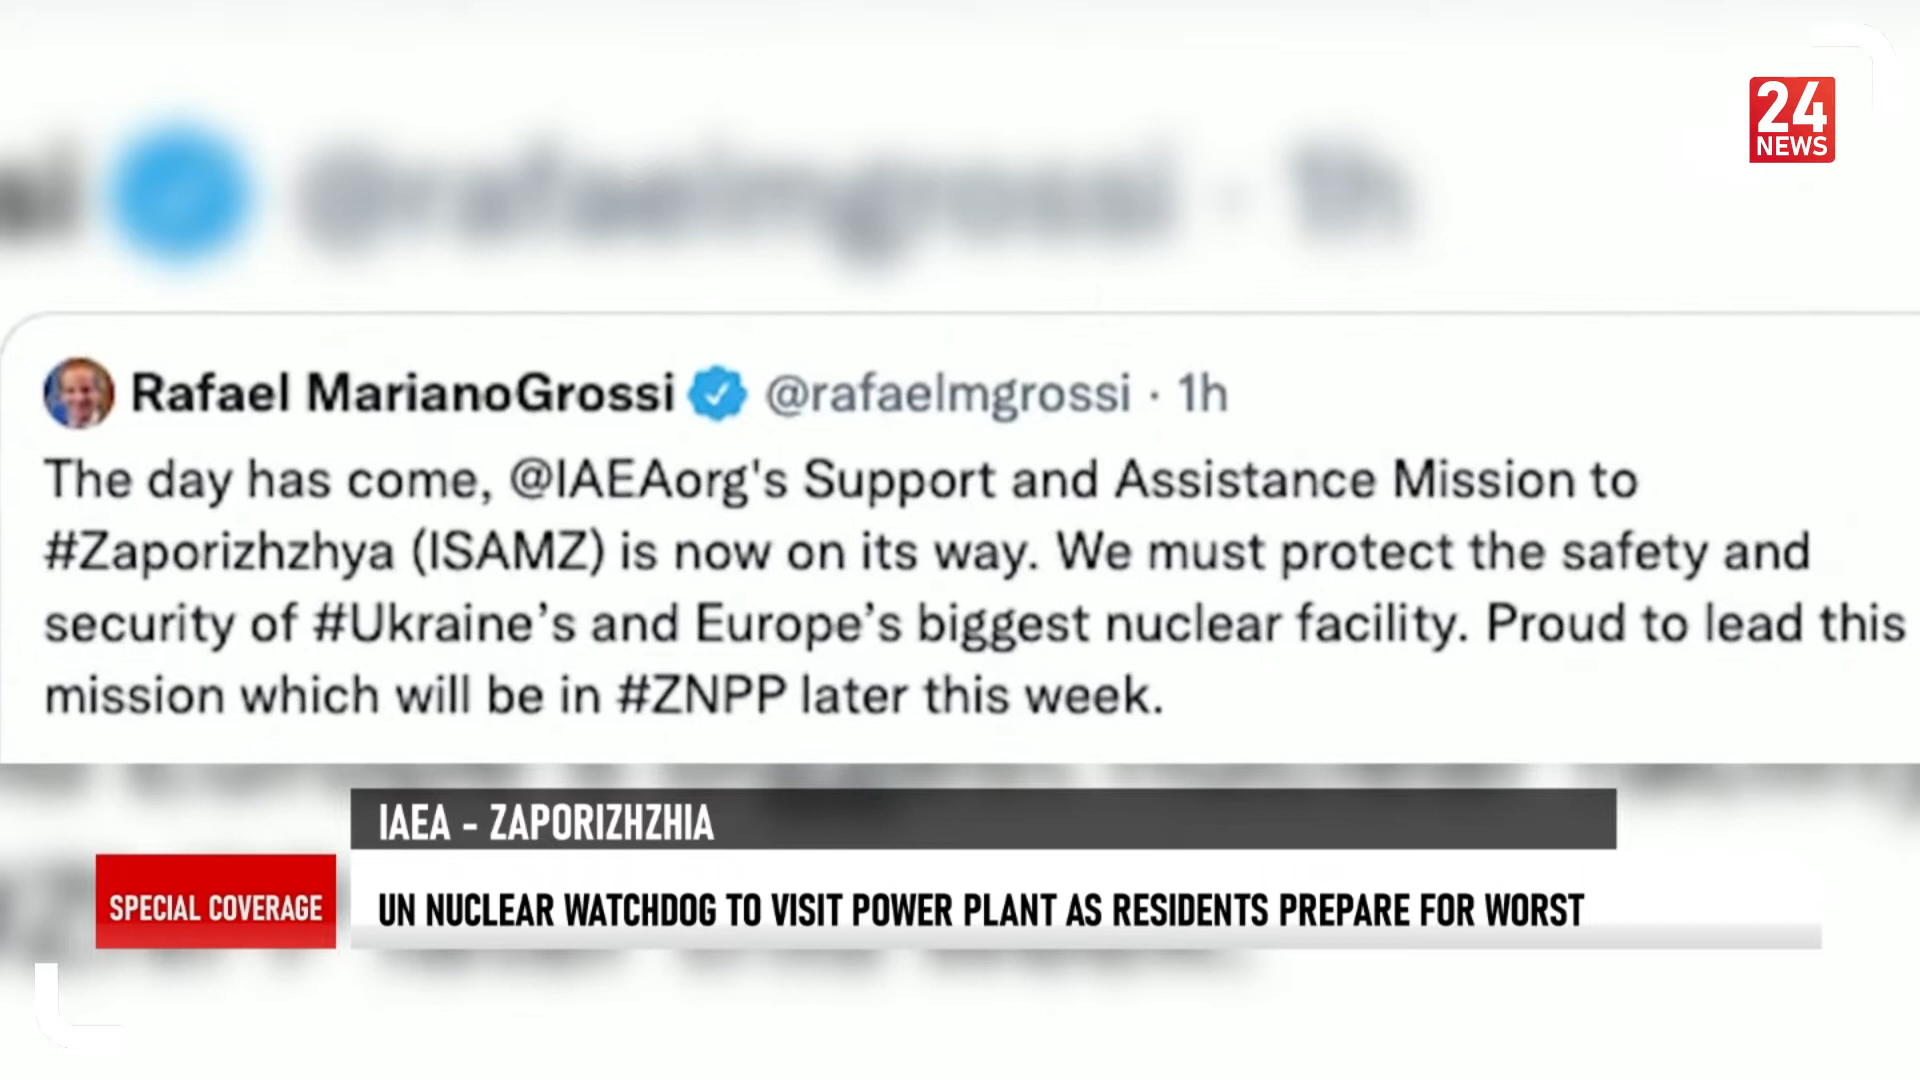 si @rafaelmgrossi · 1h
24
NEWS
Rafael MarianoGrossi @rafaelmgrossi · 1h
The day has come, @IAEAorg's Support and Assistance Mission to
#Zaporizhzhya (ISAMZ) is now on its way. We must protect the safety and
security of #Ukraine’s and Europe’s biggest nuclear facility. Proud to lead this
mission which will be in #ZNPP later this week.
IAEA - ZAPORIZHZHIA
SPECIAL COVERAGE
UN NUCLEAR WATCHDOG TO VISIT POWER PLANT AS RESIDENTS PREPARE FOR WORST